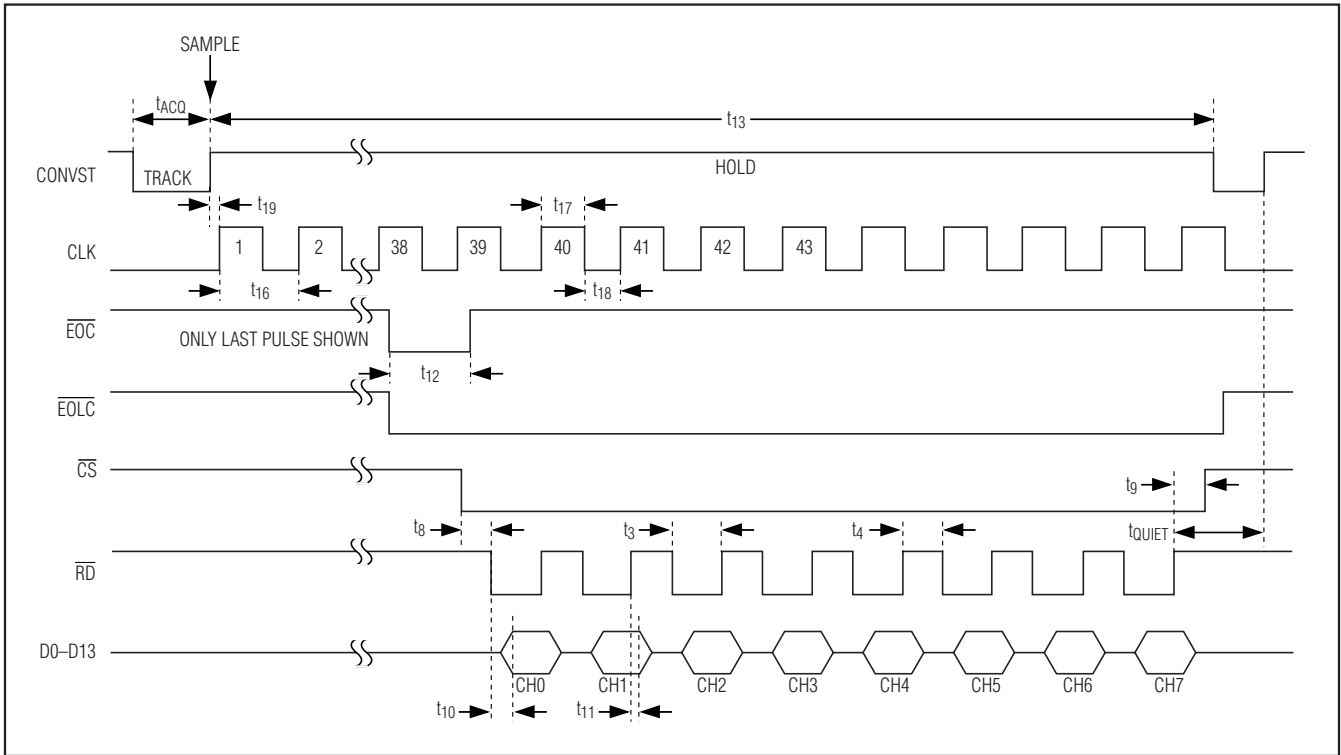 SAMPLE
tACQ
t13
CONVST
TRACK
HOLD
t19
t17
CLK
1 2 38 39 40 41 42 43
t16
t18
EOC
ONLY LAST PULSE SHOWN
t12
EOLC
CS
t9
t8
t3
t4
tQUIET
RD
D0–D13
CH0 CH1 CH2 CH3 CH4 CH5 CH6 CH7
t10
t11